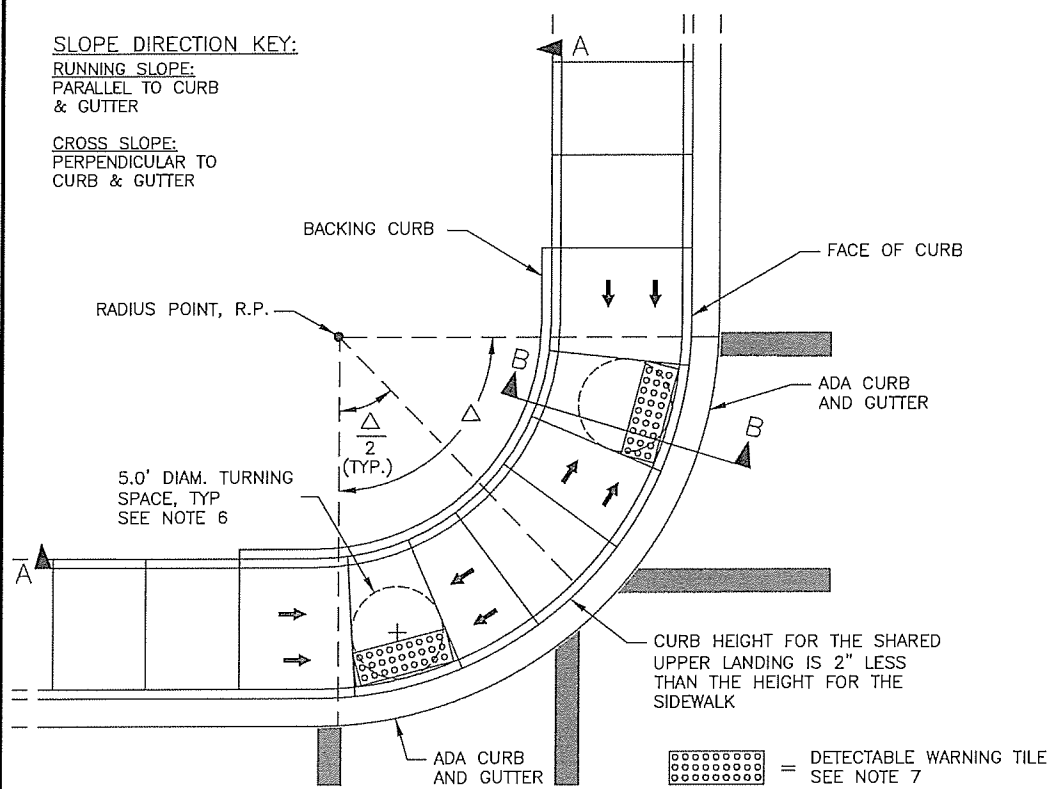 SLOPE DIRECTION KEY:
RUNNING SLOPE:
PARALLEL TO CURB
& GUTTER
CROSS SLOPE:
PERPENDICULAR TO
CURB & GUTTER
A
BACKING CURB
FACE OF CURB
RADIUS POINT, R.P.
B
ADA CURB
AND GUTTER
B
△
△
2
(TYP.)
5.0' DIAM. TURNING
SPACE, TYP
SEE NOTE 6
A
CURB HEIGHT FOR THE SHARED
UPPER LANDING IS 2" LESS
THAN THE HEIGHT FOR THE
SIDEWALK
ADA CURB
AND GUTTER
= DETECTABLE WARNING TILE
SEE NOTE 7